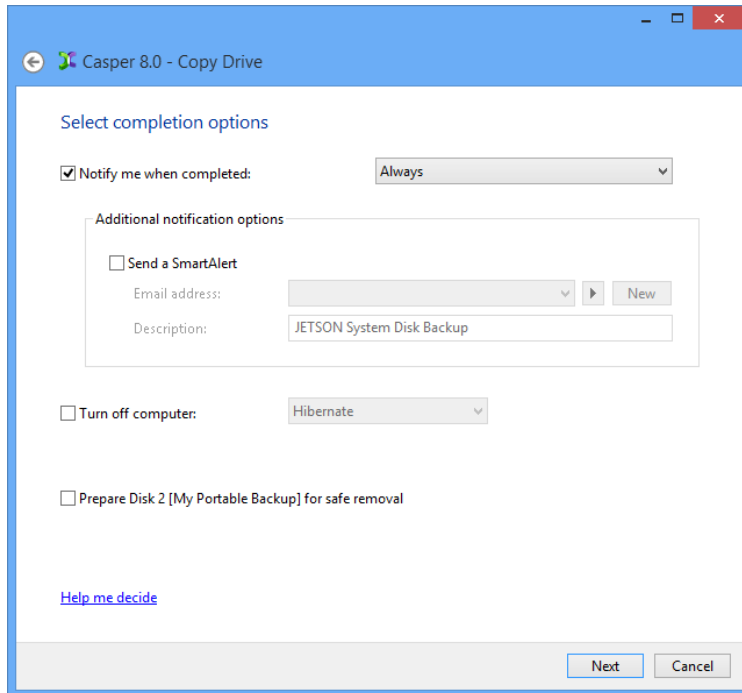 Casper 8.0 - Copy Drive
Select completion options
Notify me when completed: Always
Additional notification options
Send a SmartAlert
Email address: New
Description: JETSON System Disk Backup
Turn off computer: Hibernate
Prepare Disk 2 [My Portable Backup] for safe removal
Help me decide
Next Cancel